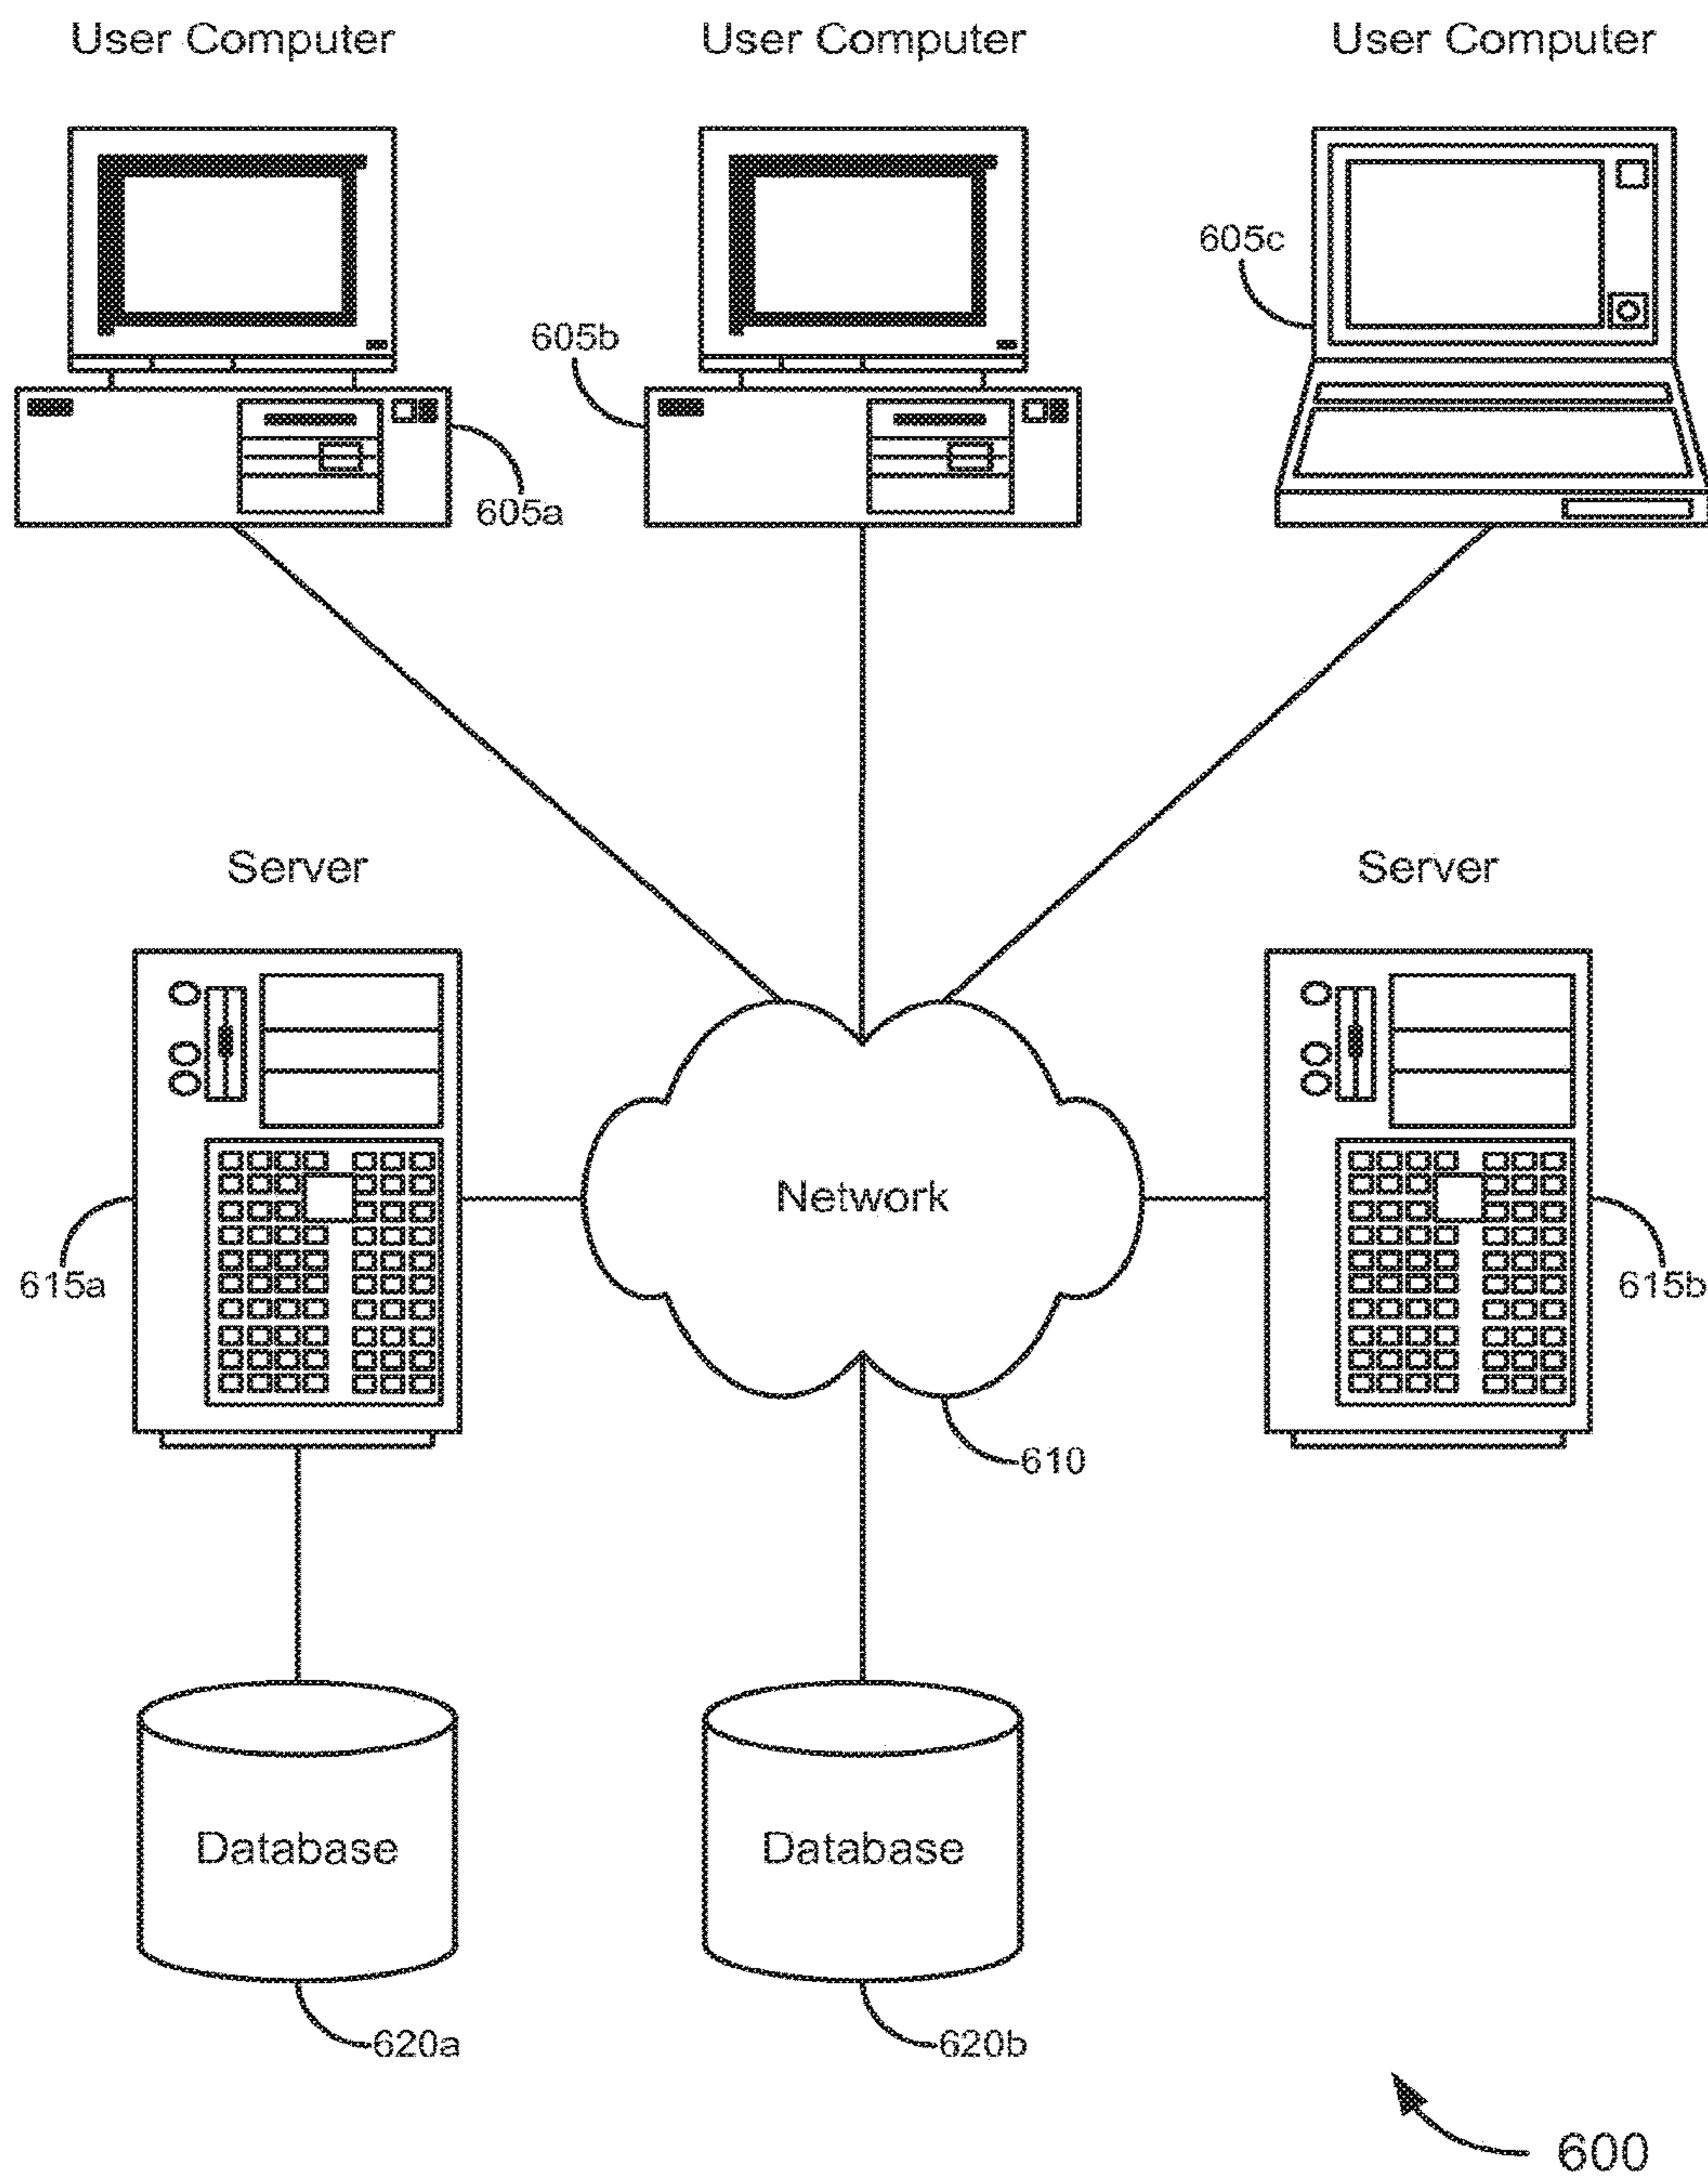 User Computer
User Computer
User Computer
605c
605b
605a
Server
Server
Network
615a
615b
610
Database
Database
620a
620b
600